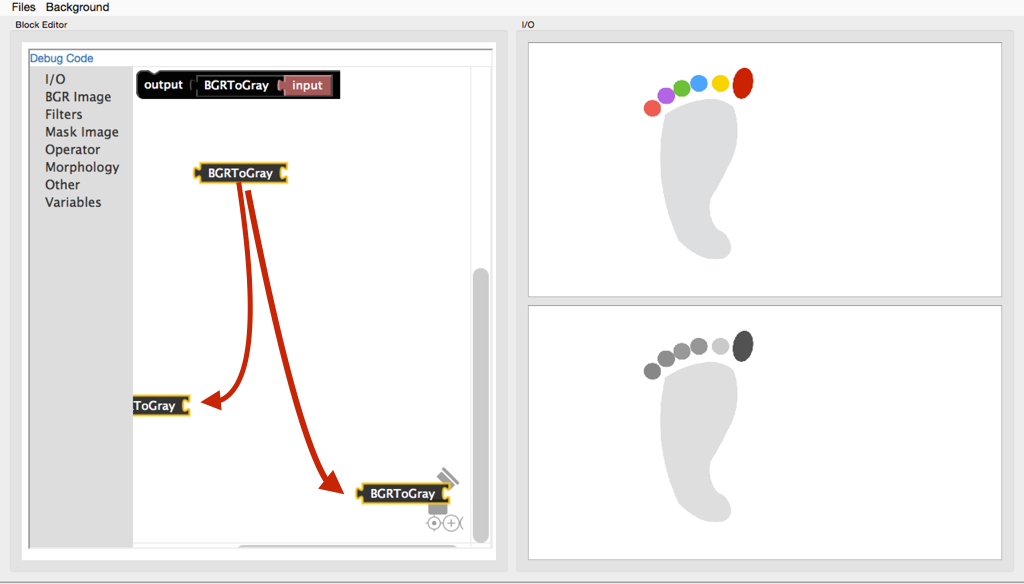 Files Background
Block Editor
I/O
Debug Code
I/O
BGR Image
Filters
Mask Image
Operator
Morphology
Other
Variables
output BGRToGray input
BGRToGray
ToGray
BGRToGray